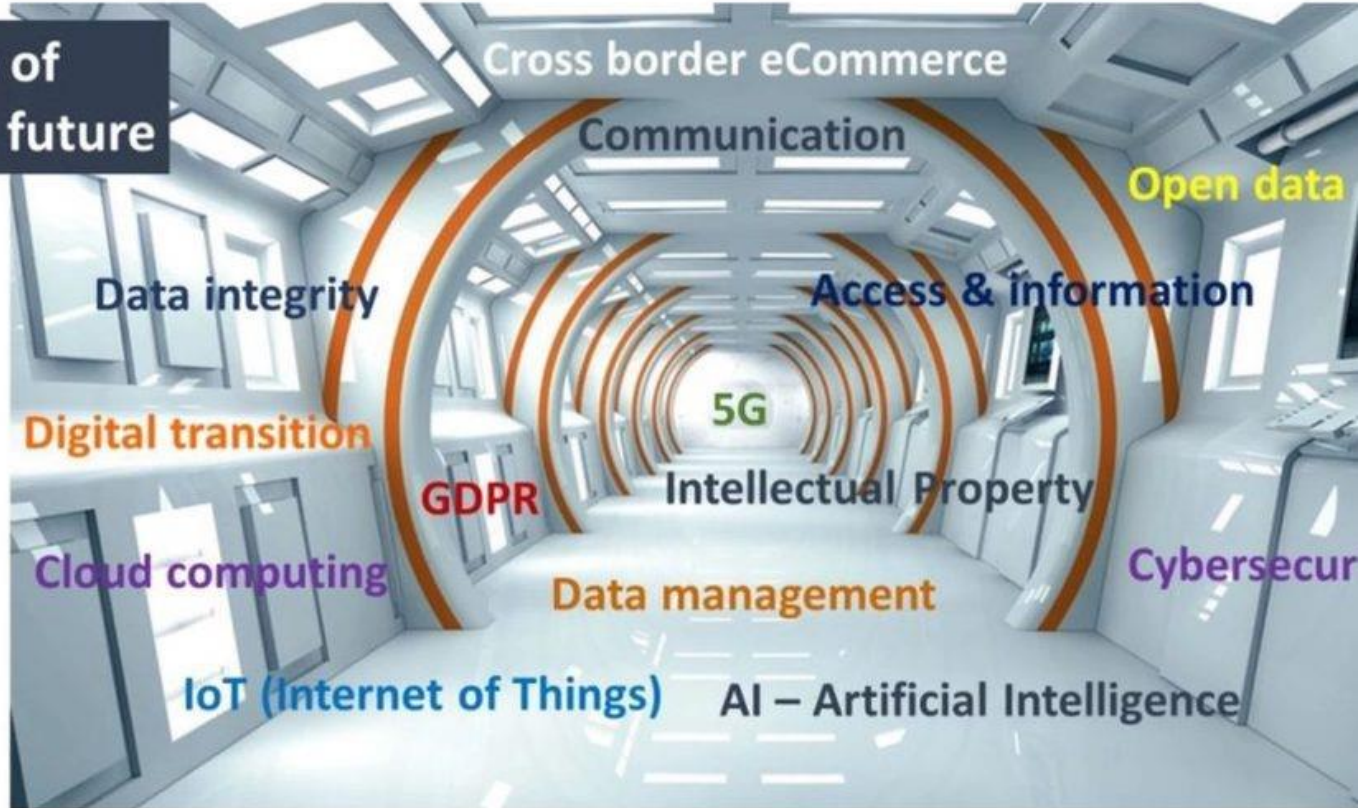 of
future
Cross border eCommerce
Communication
Open data
Data integrity
Access & information
5G
Digital transition
GDPR
Intellectual Property
Cloud computing
Data management
Cybersecur
IoT (Internet of Things)
AI – Artificial Intelligence